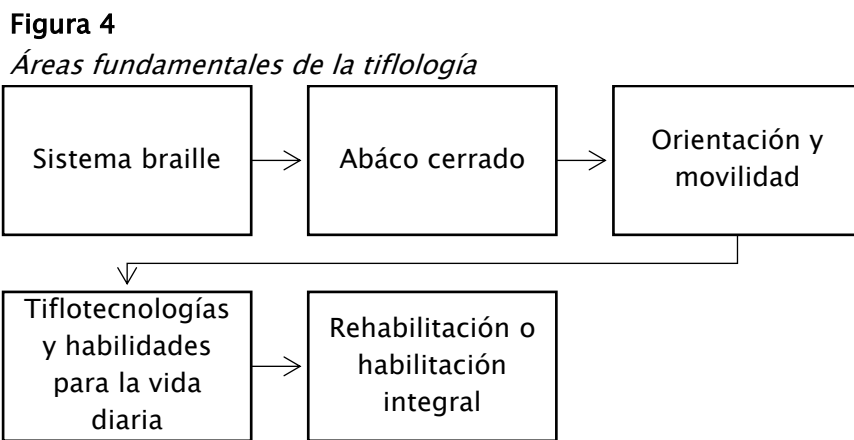 Figura 4
Áreas fundamentales de la tiflología
Sistema braille
Abáco cerrado
Orientación y
movilidad
Tiflotecnologías
y habilidades
para la vida
diaria
Rehabilitación o
habilitación
integral